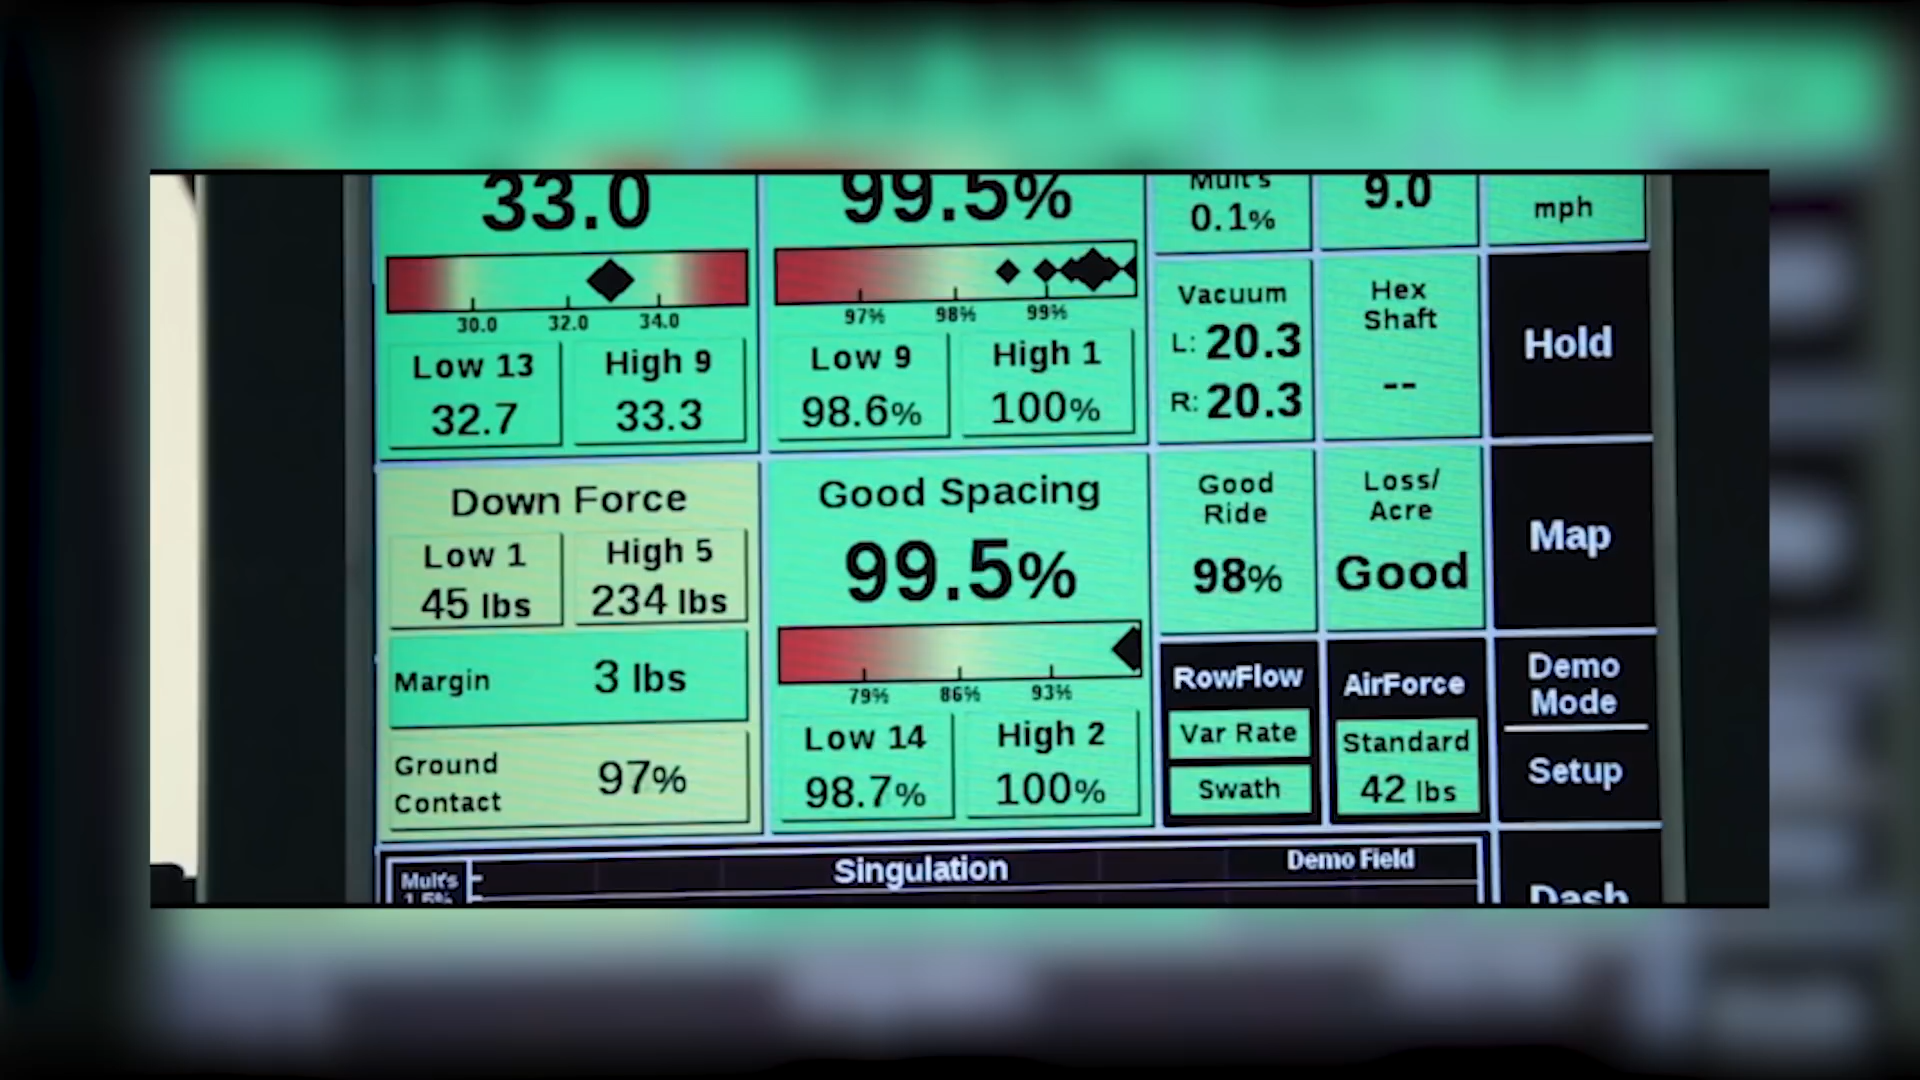 33.0
99.5%
Mult's
0.1%
9.0
mph
30.0 32.0 34.0
97% 98% 99%
Low 13
32.7
High 9
33.3
Low 9
98.6%
High 1
100%
Vacuum
L: 20.3
R: 20.3
Hex
Shaft
--
Hold
Down Force
Low 1
45 lbs
High 5
234 lbs
Margin 3 lbs
Ground
Contact
97%
Good Spacing
99.5%
79% 86% 93%
Low 14
98.7%
High 2
100%
Good
Ride
98%
Loss/
Acre
Good
Map
RowFlow
Var Rate
Swath
AirForce
Standard
42 lbs
Demo
Mode
Setup
Mult's
1.5%
Singulation
Demo Field
Dash